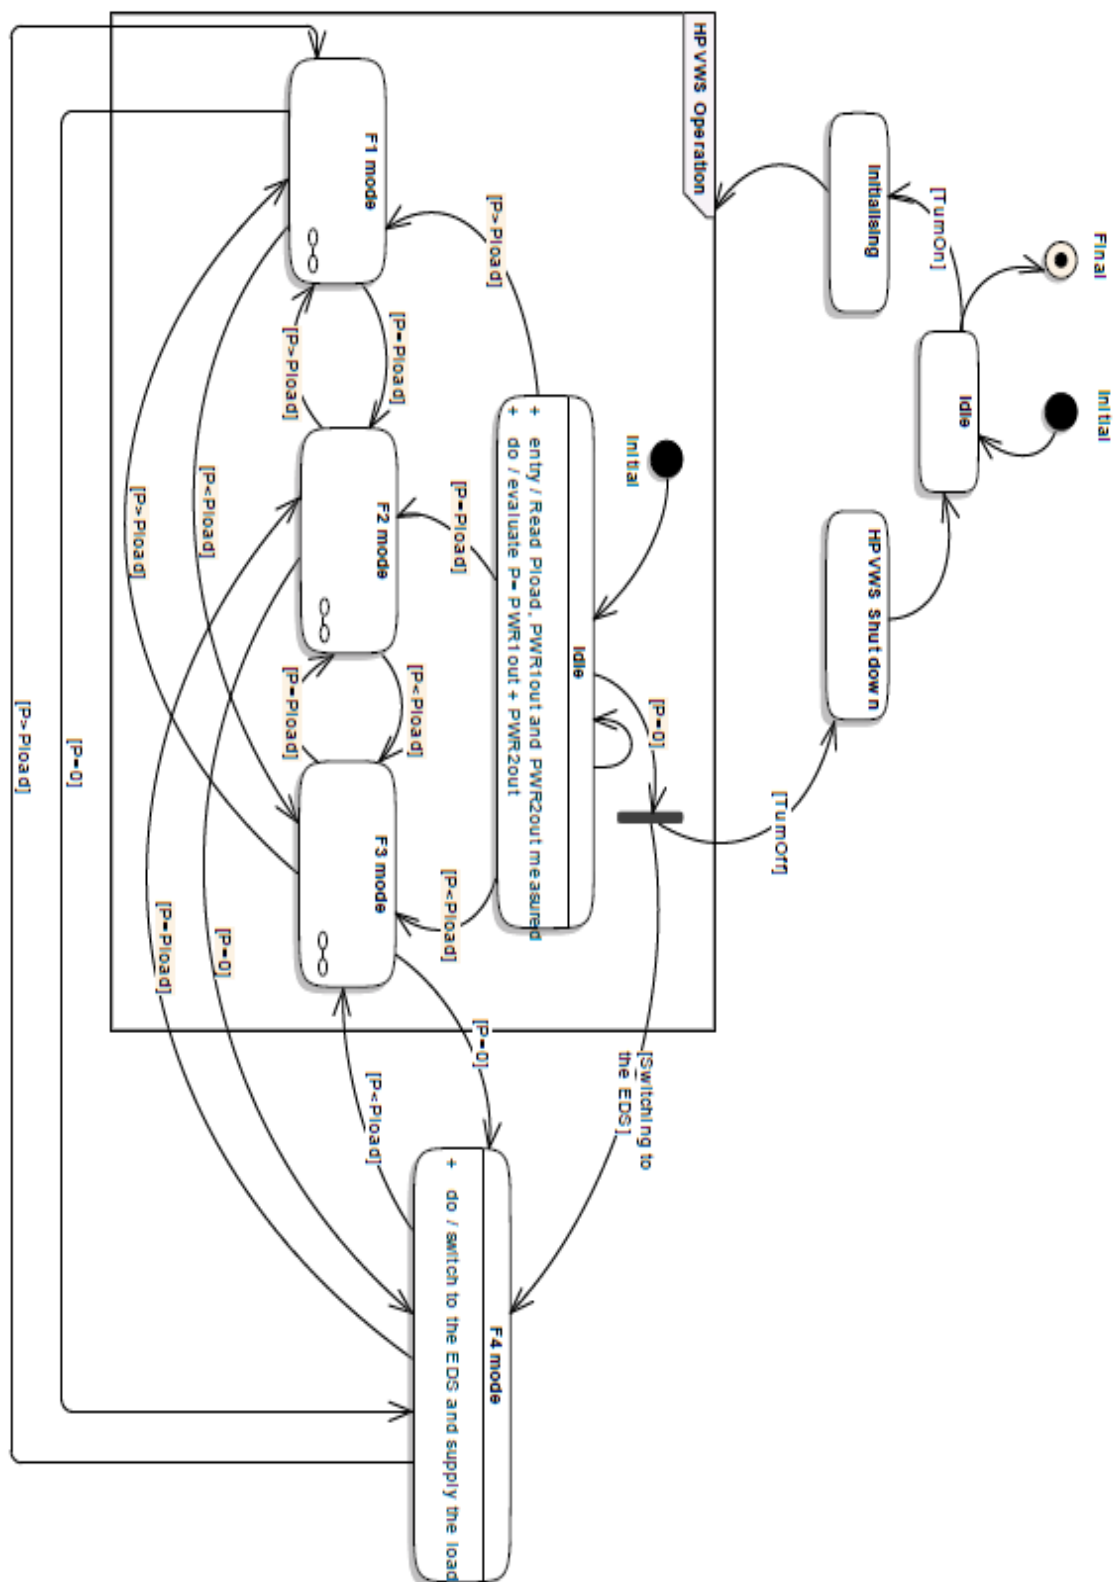 Initial
Final
Idle
[TurnOn]
Initialising
HPVWS Shutdown
[TurnOff]
HPVWS Operation
Initial
[P=0]
[Switching to
the EDS]
Idle
+ entry / Read Pload, PWR1out and PWR2out measured
+ do / evaluate P= PWR1out + PWR2out
[P>Pload]
[P=Pload]
[P<Pload]
[P=0]
F1 mode
[P=Pload]
[P>Pload]
F2 mode
[P<Pload]
[P=Pload]
F3 mode
[P<Pload]
F4 mode
+ do / switch to the EDS and supply the load
[P<Pload]
[P>Pload]
[P=0]
[P=Pload]
[P=0]
[P>Pload]